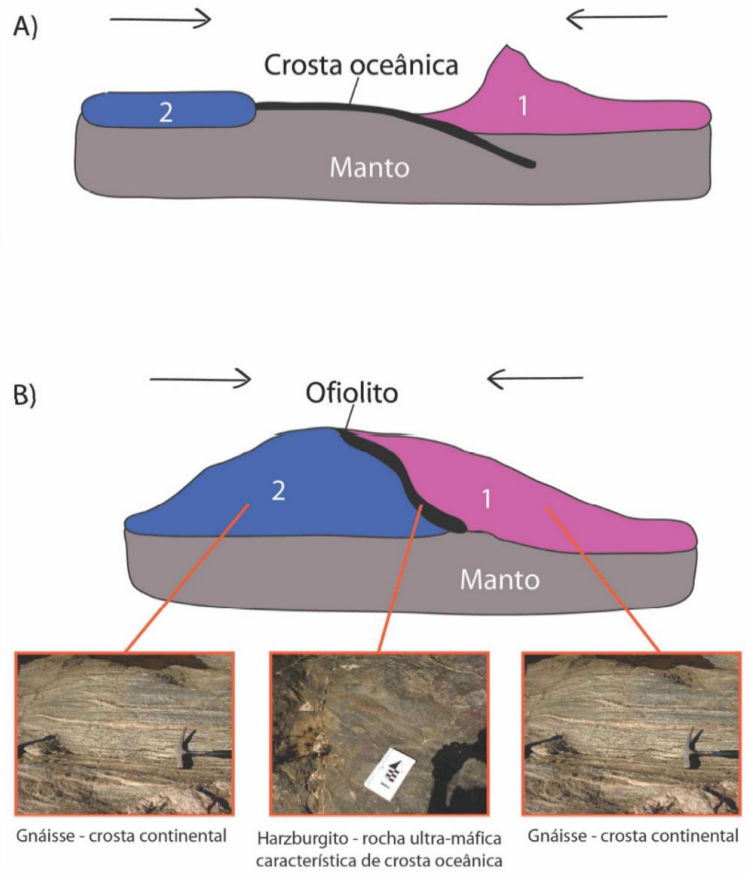 A)
Crosta oceânica
2
1
Manto
B)
Ofiolito
2
1
Manto
Gnáisse - crosta continental
Harzburgito - rocha ultra-máfica
característica de crosta oceânica
Gnáisse - crosta continental